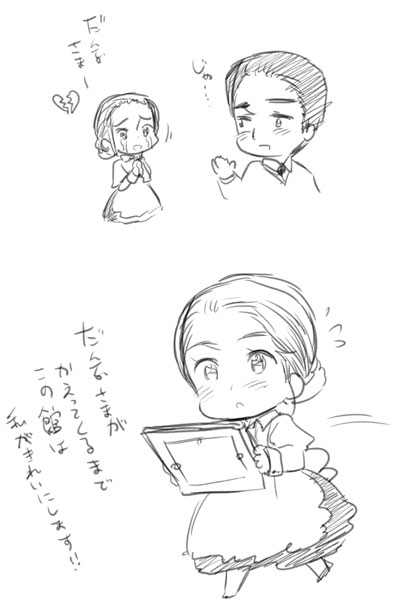 だんな
さまー
じゃ…
だんなさまが
かえってくるまで
この館は
私がきれいにします!!